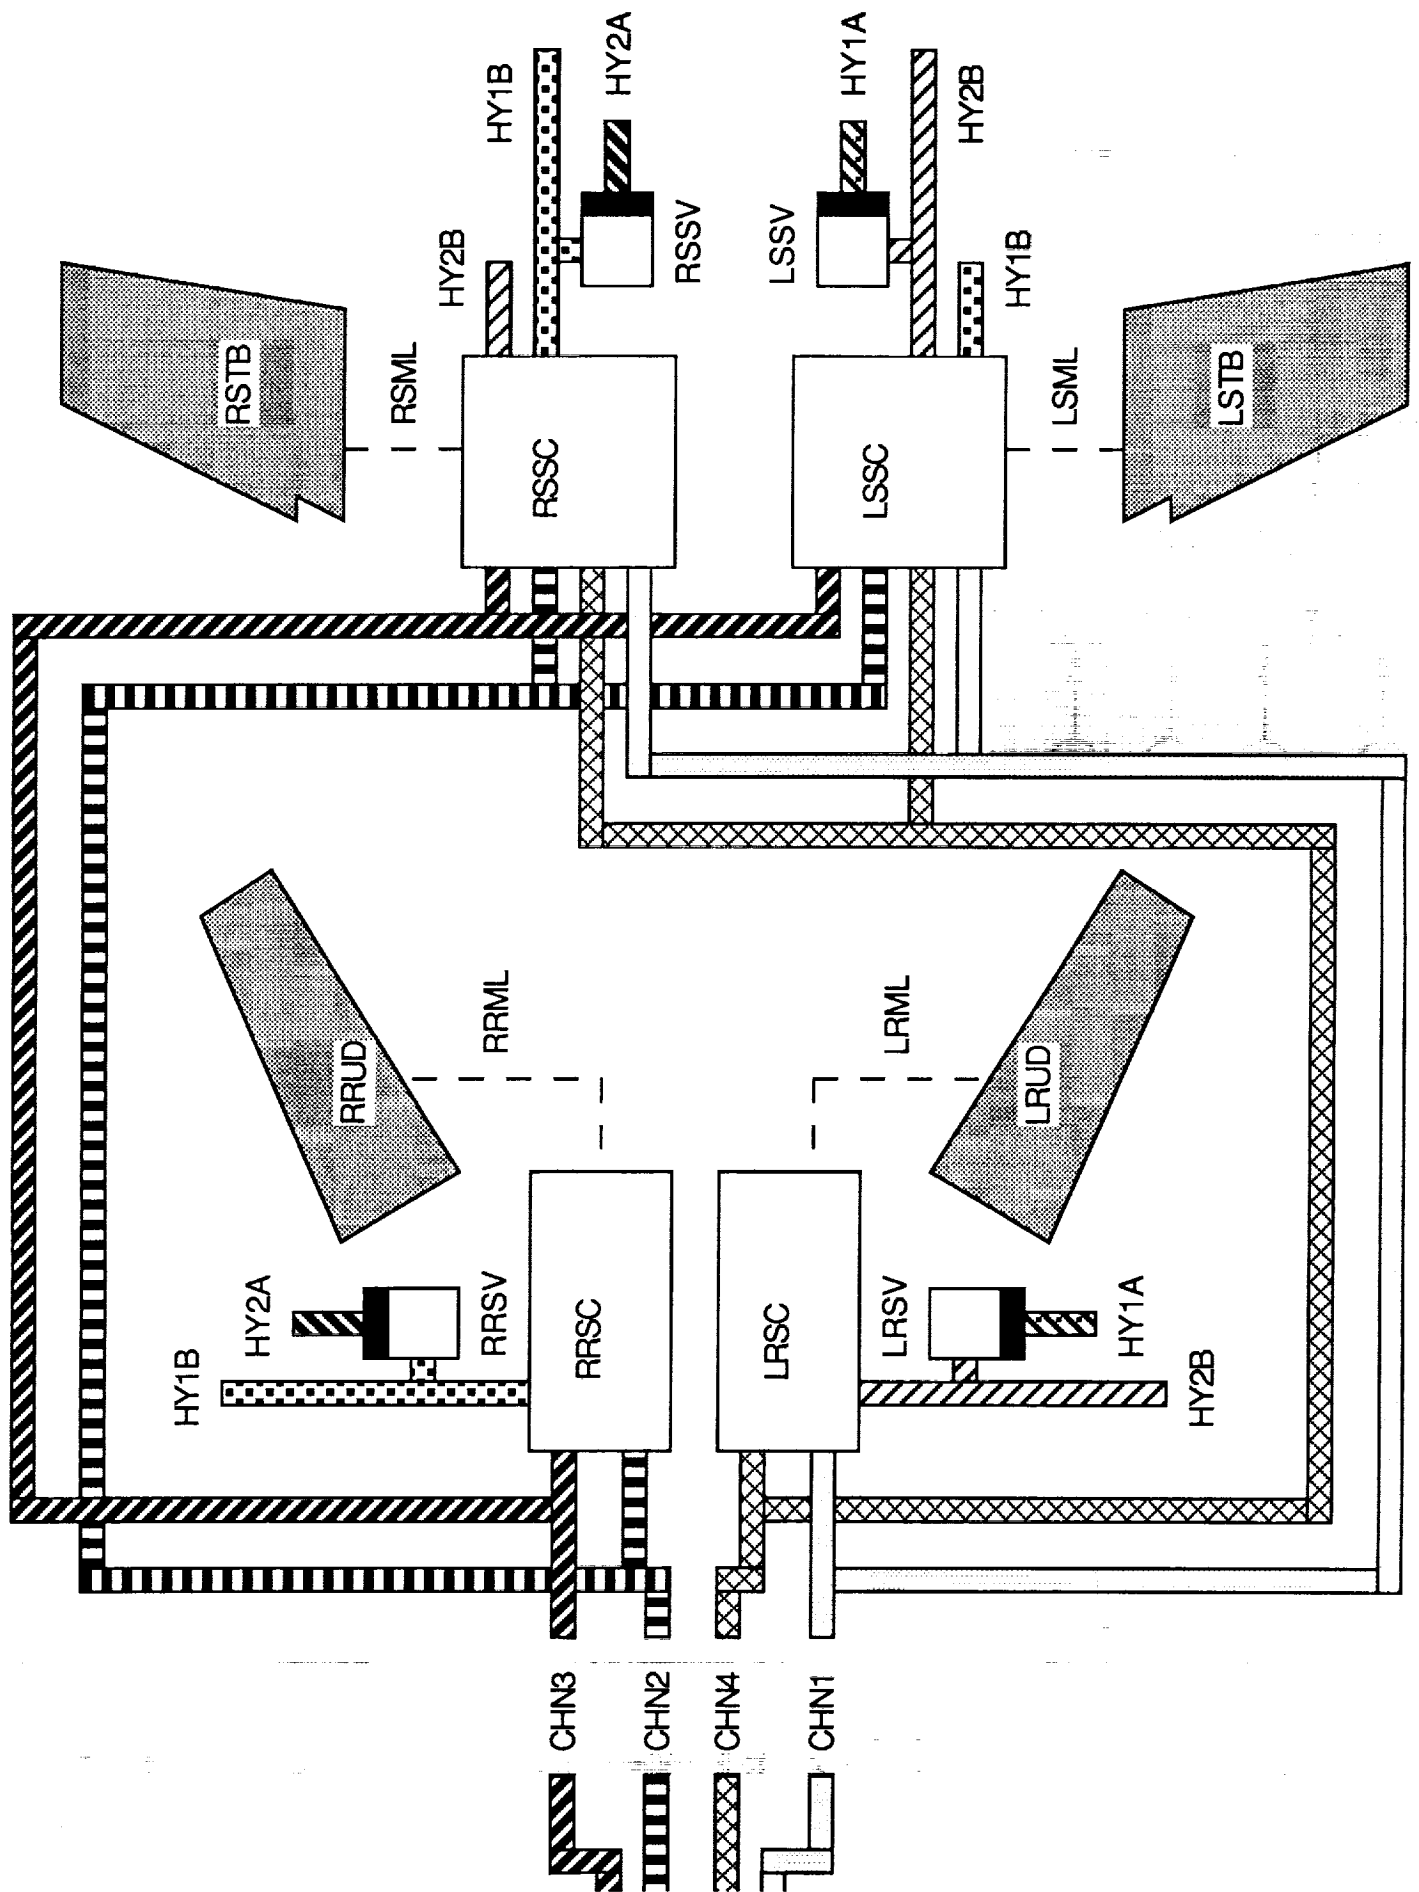 HY1B
RSTB
HY2A
RRUD
RSML
HY2B
RRSV
RRML
HY1B
RSSC
CHN3
RRSC
HY2A
CHN2
RSSV
CHN4
LRSC
LSSV
CHN1
HY1A
LSSC
LRSV
LRML
HY2B
HY1B
LRUD
LSML
HY1A
HY2B
LSTB